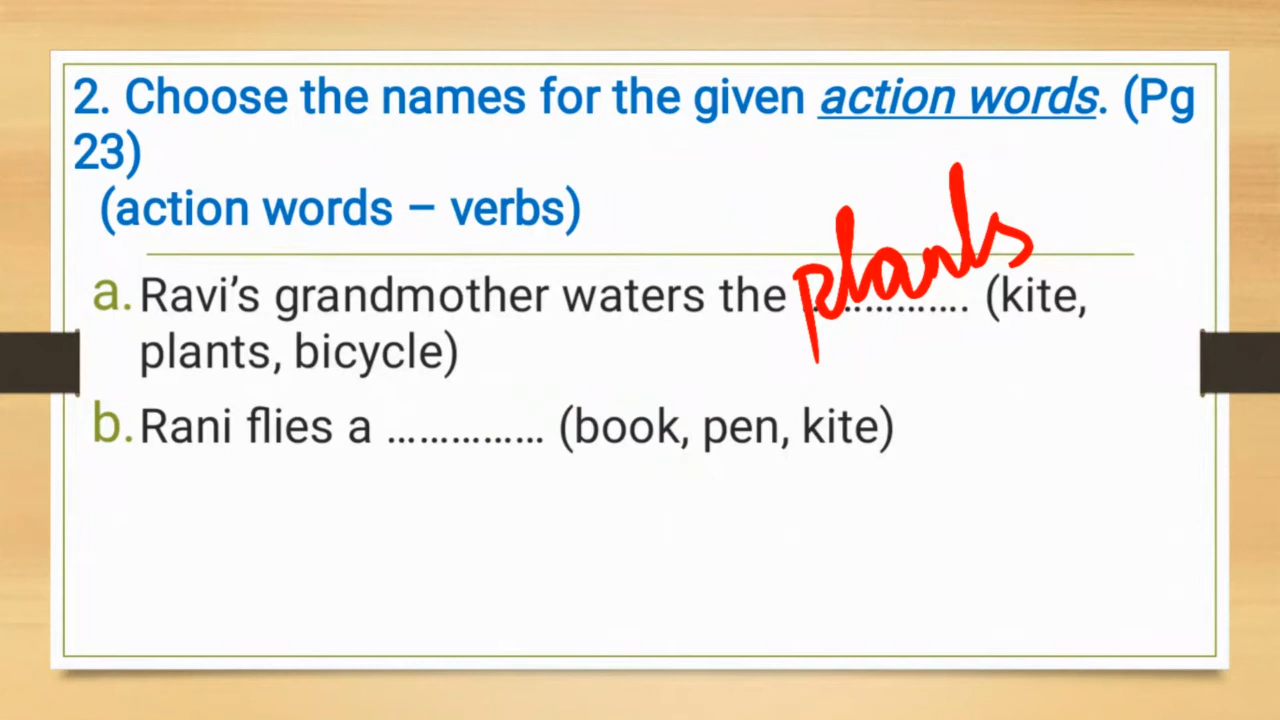 2. Choose the names for the given action words. (Pg
23)
(action words – verbs)
a. Ravi's grandmother waters the plants ............... (kite,
plants, bicycle)
b. Rani flies a ............... (book, pen, kite)